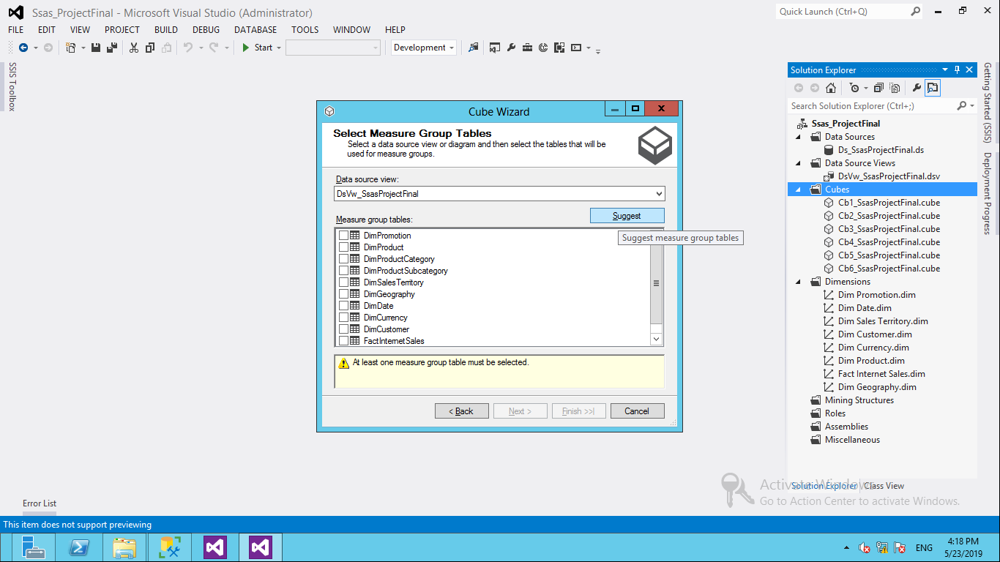 Ssas_ProjectFinal - Microsoft Visual Studio (Administrator)
Quick Launch (Ctrl+Q)
FILE EDIT VIEW PROJECT BUILD DEBUG DATABASE TOOLS WINDOW HELP
Start
Development
SSIS Toolbox
Cube Wizard
Select Measure Group Tables
Select a data source view or diagram and then select the tables that will be
used for measure groups.
Data source view:
DsVw_SsasProjectFinal
Suggest
Measure group tables:
Suggest measure group tables
DimPromotion
DimProduct
DimProductCategory
DimProductSubcategory
DimSalesTerritory
DimGeography
DimDate
DimCurrency
DimCustomer
FactInternetSales
At least one measure group table must be selected.
< Back
Next >
Finish >>|
Cancel
Solution Explorer
Search Solution Explorer (Ctrl+;)
Ssas_ProjectFinal
Data Sources
Ds_SsasProjectFinal.ds
Data Source Views
DsVw_SsasProjectFinal.dsv
Cubes
Cb1_SsasProjectFinal.cube
Cb2_SsasProjectFinal.cube
Cb3_SsasProjectFinal.cube
Cb4_SsasProjectFinal.cube
Cb5_SsasProjectFinal.cube
Cb6_SsasProjectFinal.cube
Dimensions
Dim Promotion.dim
Dim Date.dim
Dim Sales Territory.dim
Dim Customer.dim
Dim Currency.dim
Dim Product.dim
Fact Internet Sales.dim
Dim Geography.dim
Mining Structures
Roles
Assemblies
Miscellaneous
Solution Explorer
Class View
Getting Started (SSIS)
Deployment Progress
Activate Windows
Go to Action Center to activate Windows.
Error List
This item does not support previewing
ENG
4:18 PM
5/23/2019